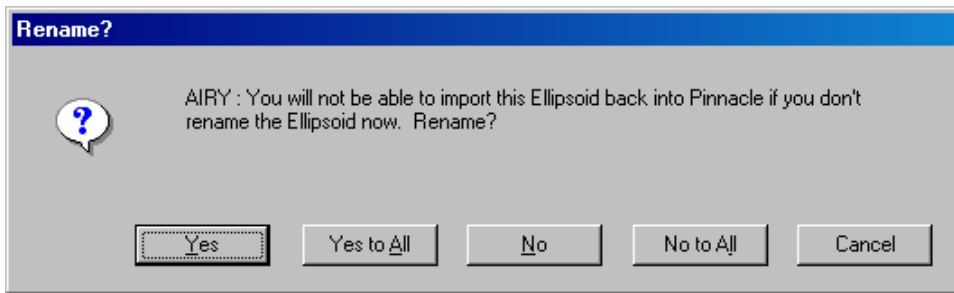 Rename?
AIRY : You will not be able to import this Ellipsoid back into Pinnacle if you don't
rename the Ellipsoid now. Rename?
?
Yes
Yes to All
No
No to All
Cancel